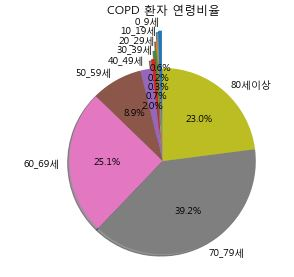 COPD 환자 연령비율
0_9세
10_19세
20_29세
30_39세
40_49세
50_59세
60_69세
70_79세
80세이상
0.6%
0.2%
0.3%
0.7%
2.0%
8.9%
25.1%
39.2%
23.0%